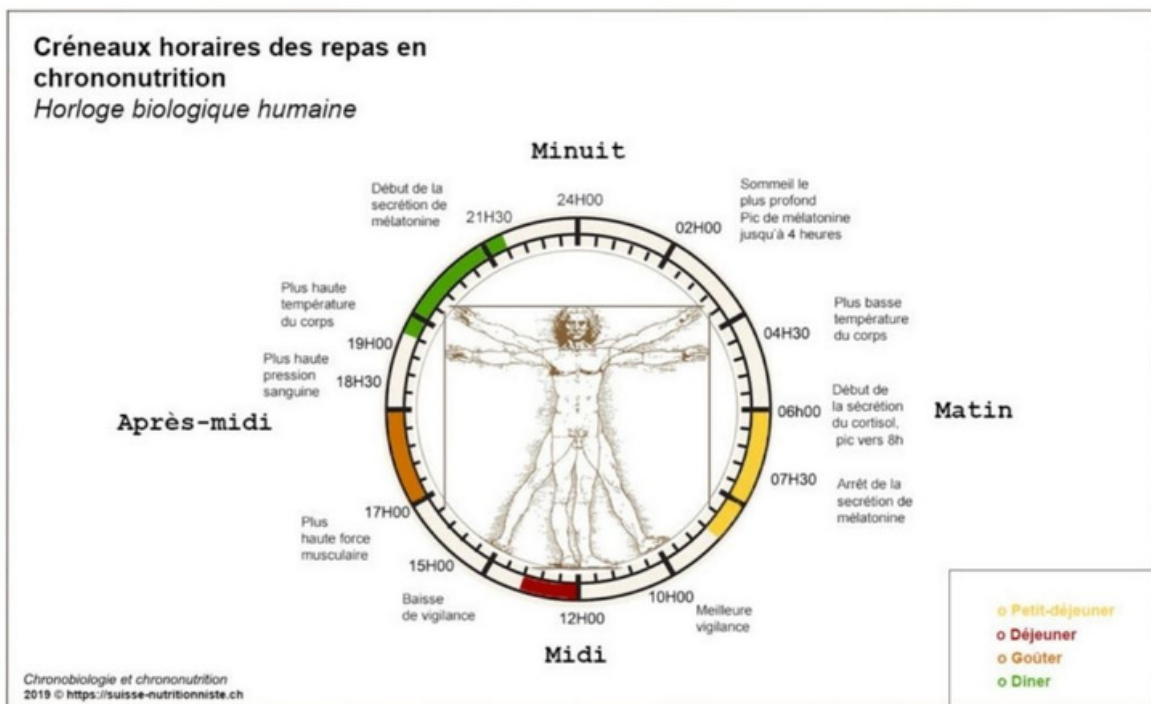 Créneaux horaires des repas en
chrononutrition
Horloge biologique humaine
Minuit
Début de la
secrétion de
mélatonine
21H30
24H00
02H00
Sommeil le
plus profond
Pic de mélatonine
jusqu'à 4 heures
Plus haute
température
du corps
19H00
04H30
Plus basse
température
du corps
Plus haute
pression
sanguine
18H30
Après-midi
06h00
Début de
la sécrétion
du cortisol,
pic vers 8h
Matin
07H30
Arrêt de la
secrétion de
mélatonine
17H00
Plus
haute force
musculaire
15H00
Baisse
de vigilance
12H00
10H00
Meilleure
vigilance
Midi
o Petit-déjeuner
o Déjeuner
o Goûter
o Diner
Chronobiologie et chrononutrition
2019 © https://suisse-nutritionniste.ch